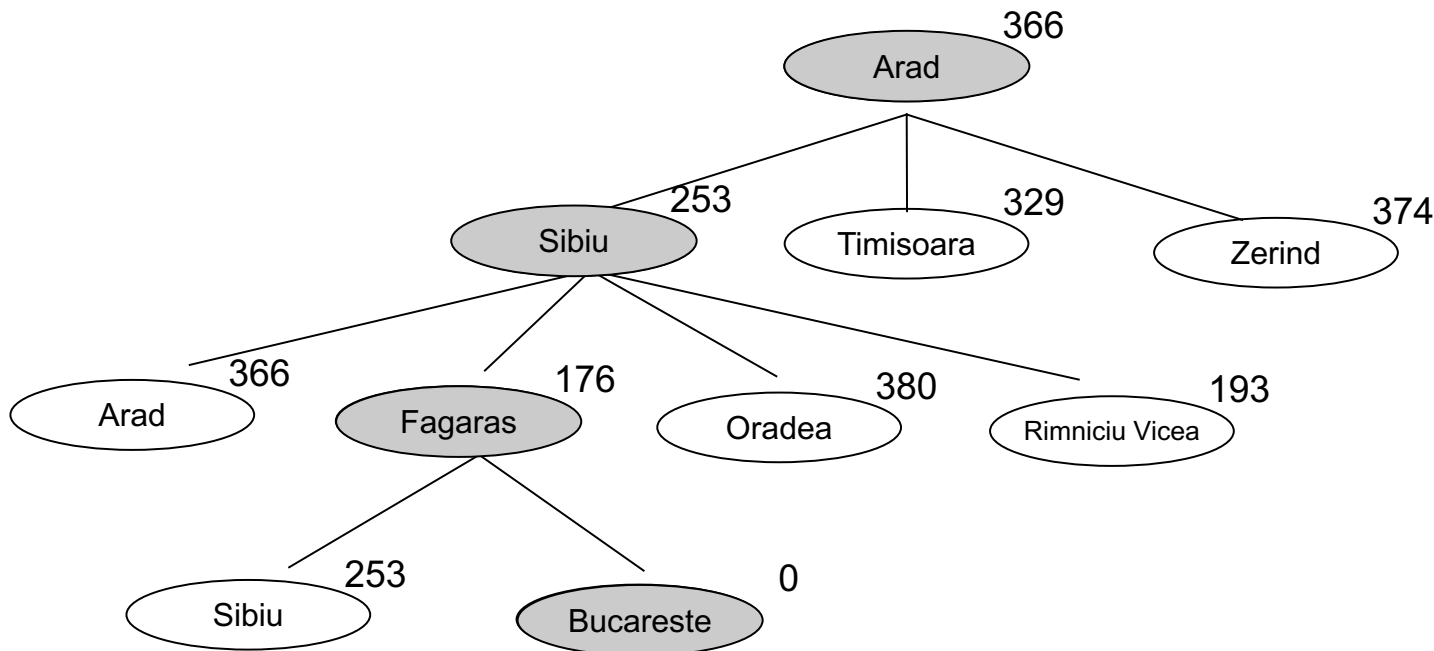 366
Arad
253
Sibiu
329
Timisoara
374
Zerind
366
Arad
176
Fagaras
380
Oradea
193
Rimniciu Vicea
253
Sibiu
0
Bucareste